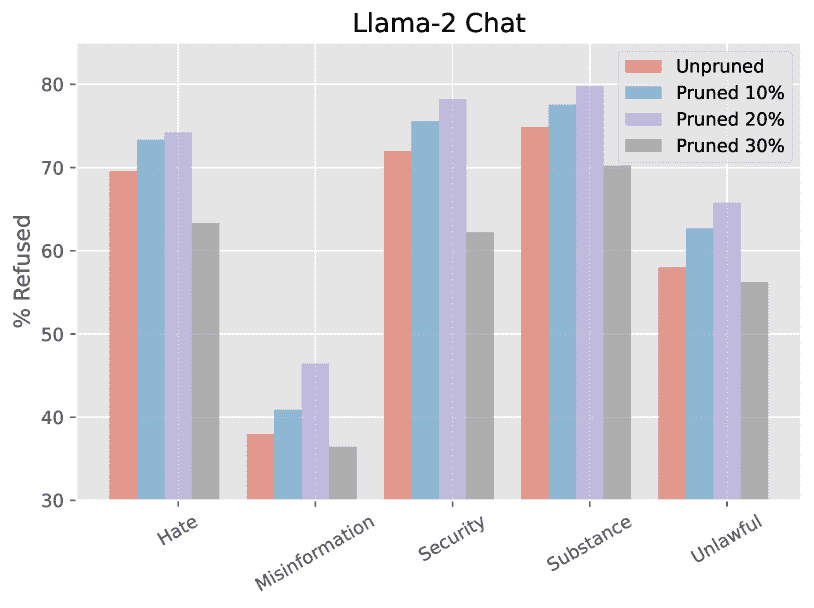 Llama-2 Chat
Unpruned
Pruned 10%
Pruned 20%
Pruned 30%
% Refused
80
70
60
50
40
30
Hate
Misinformation
Security
Substance
Unlawful